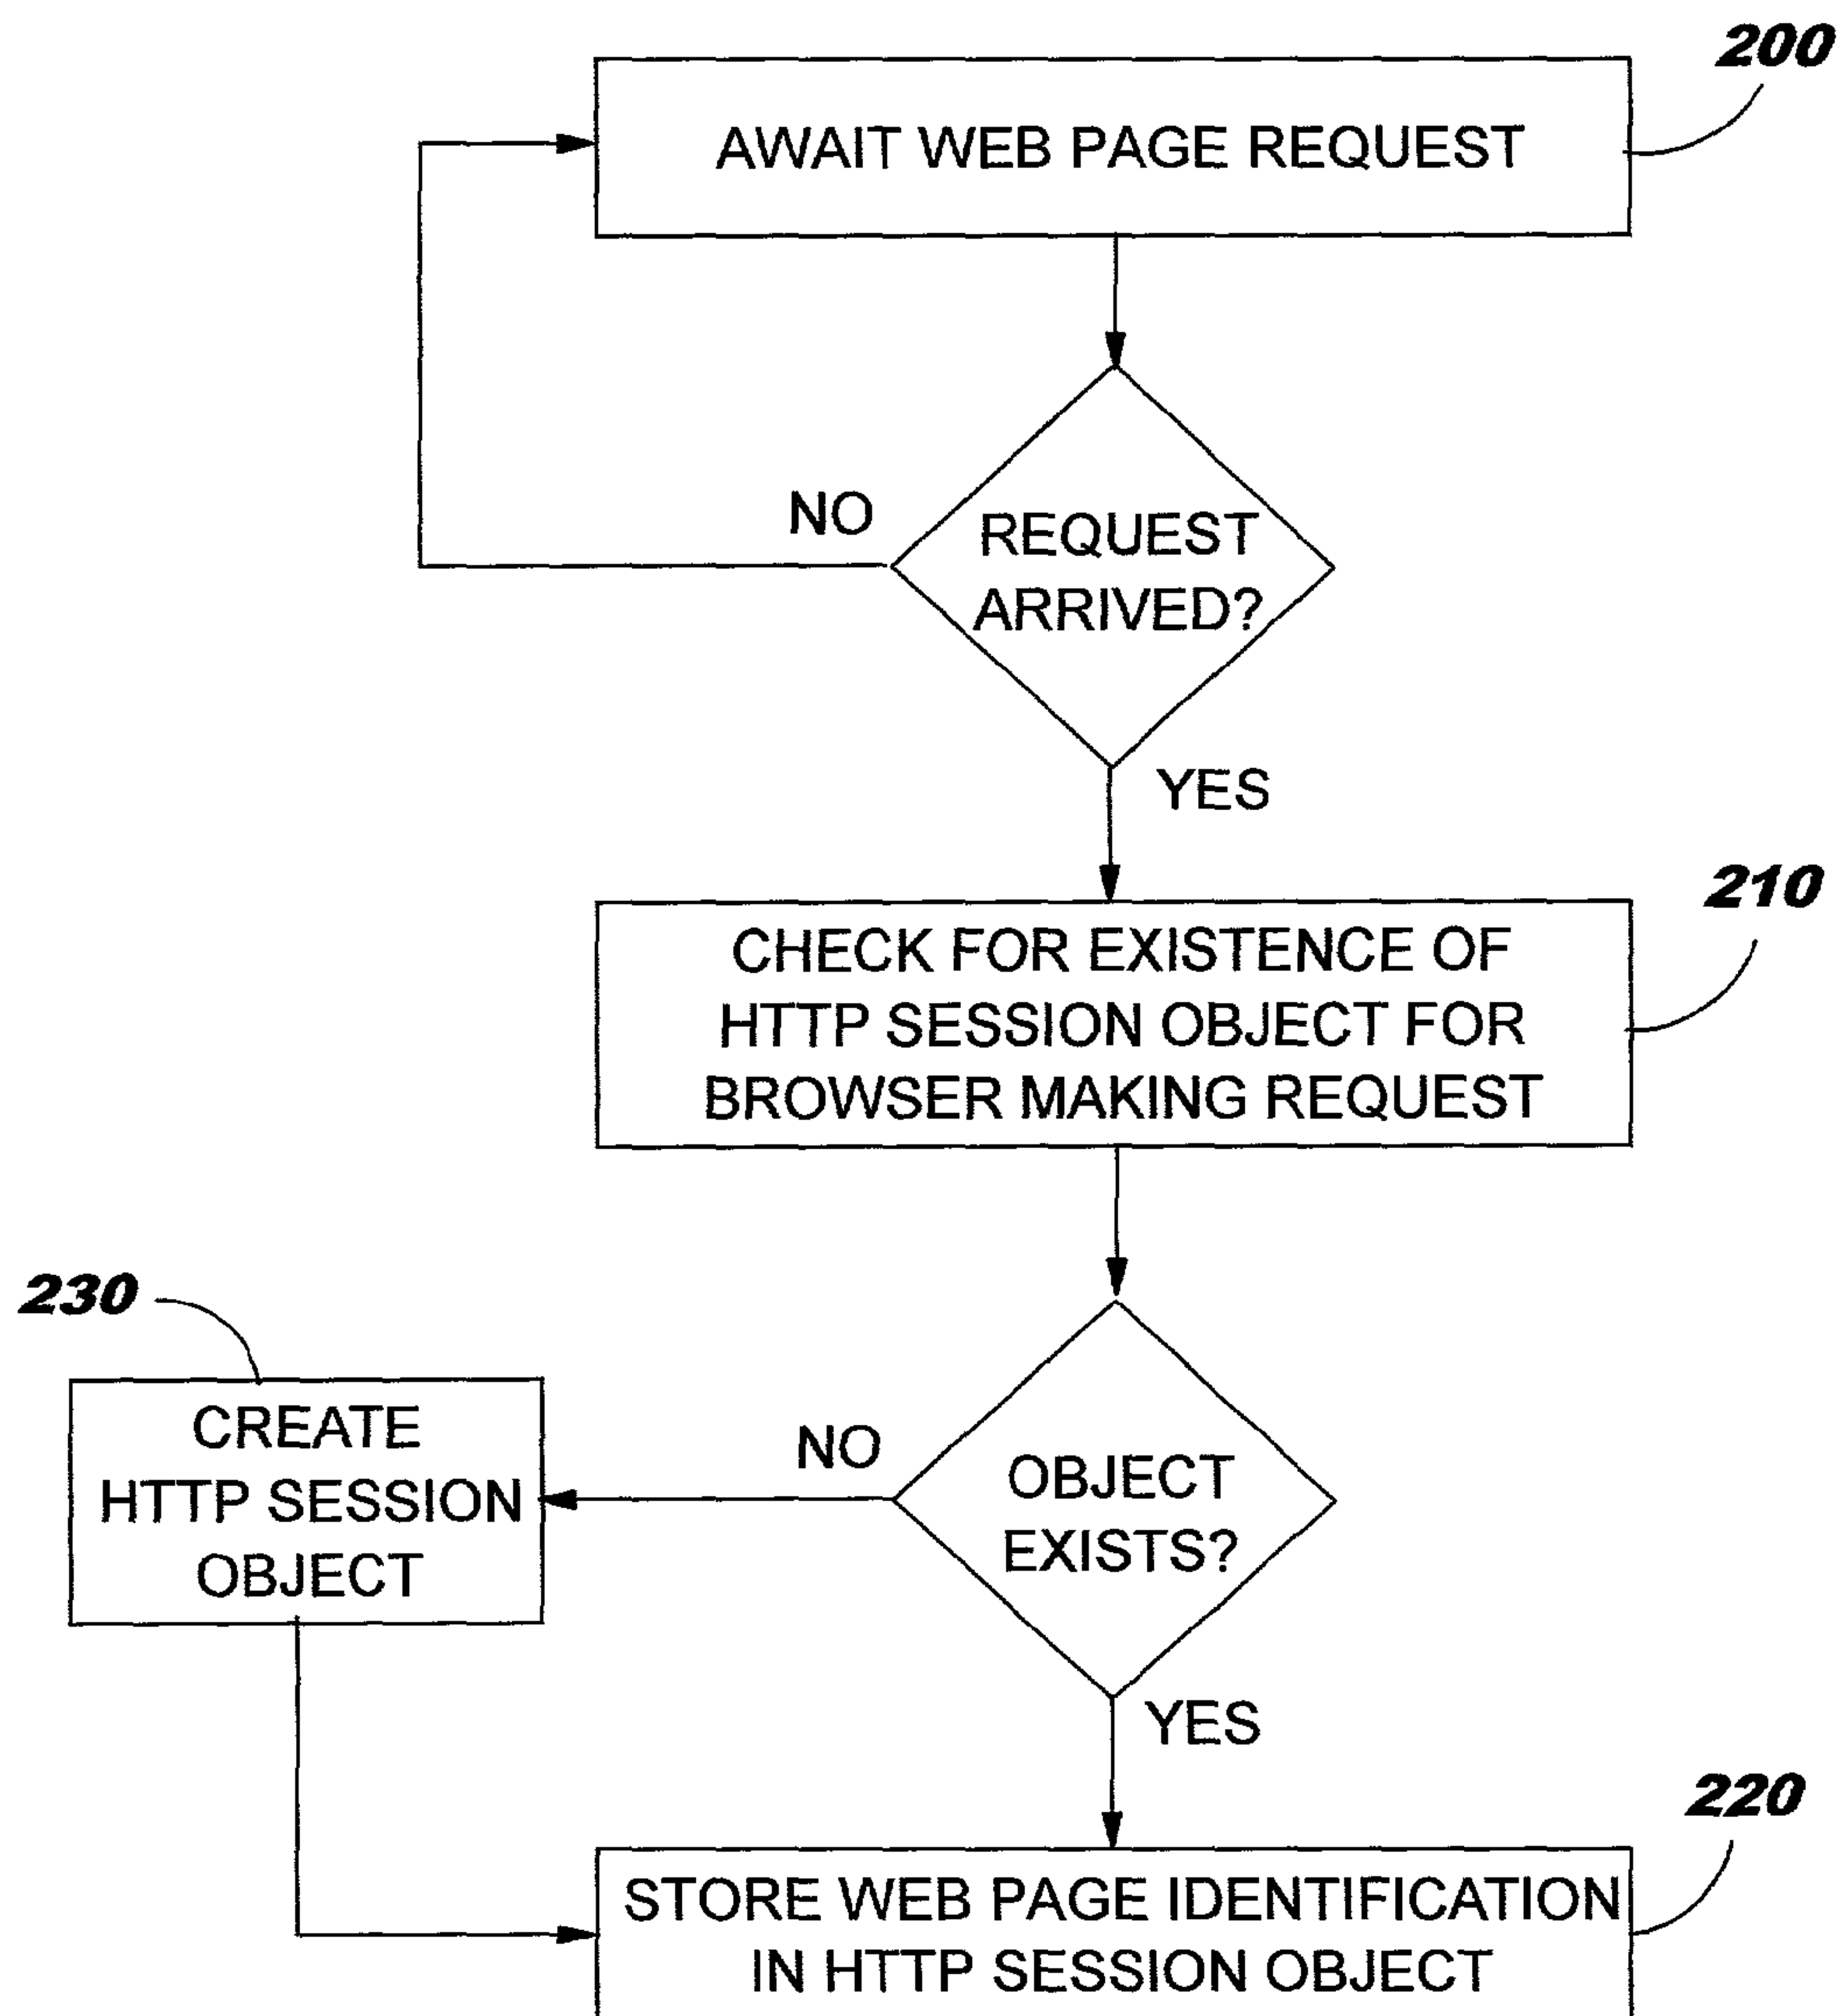 200
AWAIT WEB PAGE REQUEST
NO
REQUEST
ARRIVED?
YES
210
CHECK FOR EXISTENCE OF
HTTP SESSION OBJECT FOR
BROWSER MAKING REQUEST
230
CREATE
HTTP SESSION
OBJECT
NO
OBJECT
EXISTS?
YES
220
STORE WEB PAGE IDENTIFICATION
IN HTTP SESSION OBJECT